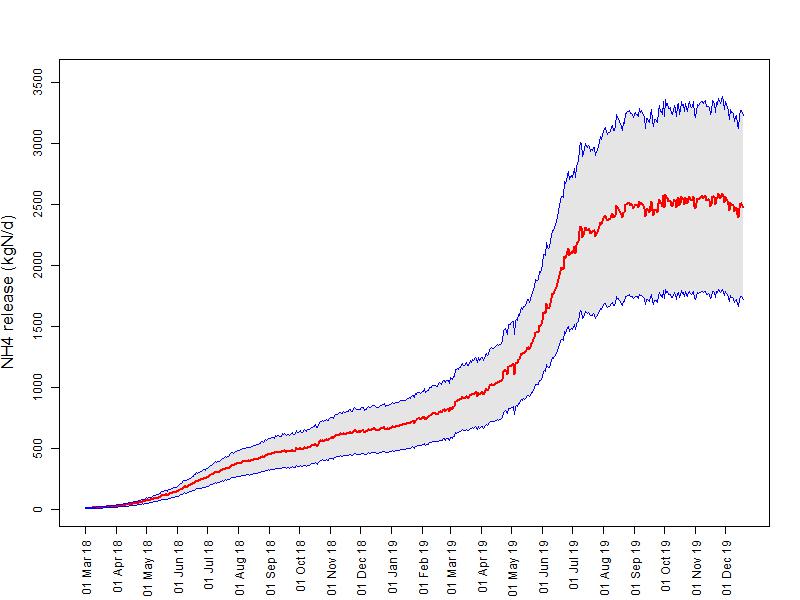 NH4 release (kgN/d)
3500
3000
2500
2000
1500
1000
500
0
01 Mar 18
01 Apr 18
01 May 18
01 Jun 18
01 Jul 18
01 Aug 18
01 Sep 18
01 Oct 18
01 Nov 18
01 Dec 18
01 Jan 19
01 Feb 19
01 Mar 19
01 Apr 19
01 May 19
01 Jun 19
01 Jul 19
01 Aug 19
01 Sep 19
01 Oct 19
01 Nov 19
01 Dec 19